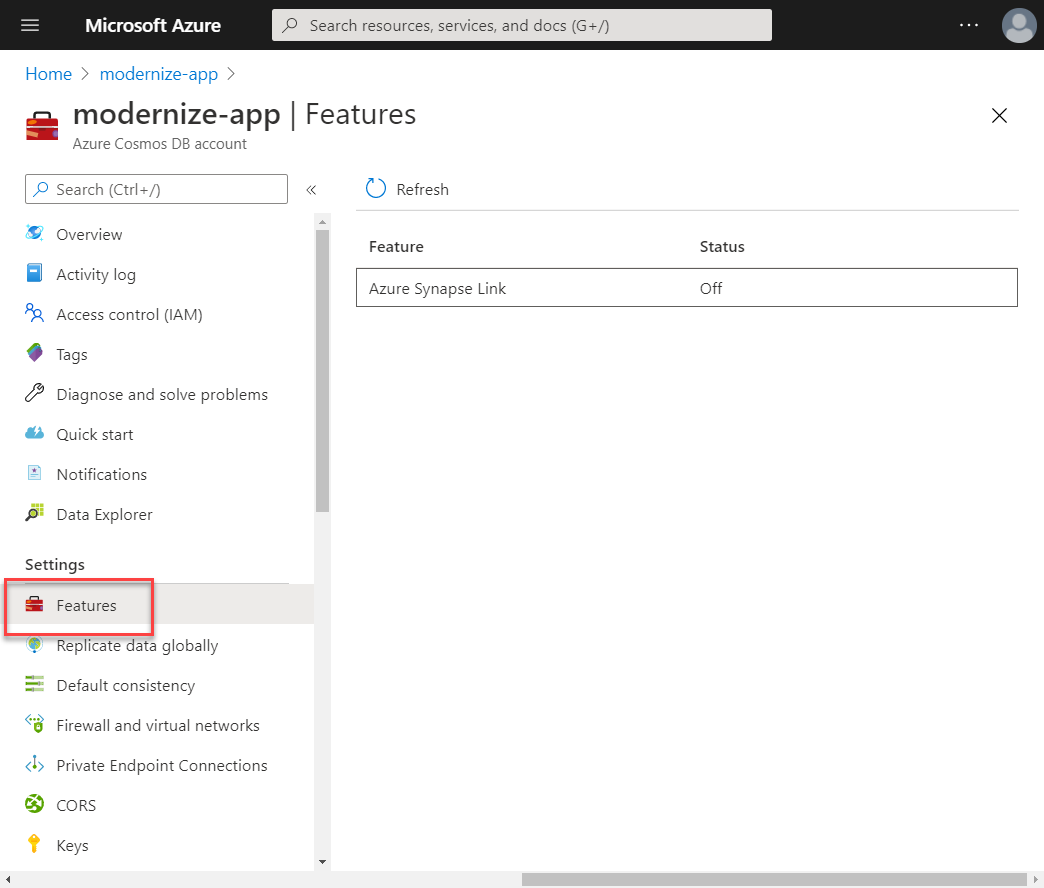 Microsoft Azure
Search resources, services, and docs (G+/)
...
Home > modernize-app >
modernize-app | Features
Azure Cosmos DB account
Search (Ctrl+/)
«
Refresh
Overview
Activity log
Access control (IAM)
Tags
Diagnose and solve problems
Quick start
Notifications
Data Explorer
Settings
Features
Replicate data globally
Default consistency
Firewall and virtual networks
Private Endpoint Connections
CORS
Keys
Feature Status
Azure Synapse Link Off